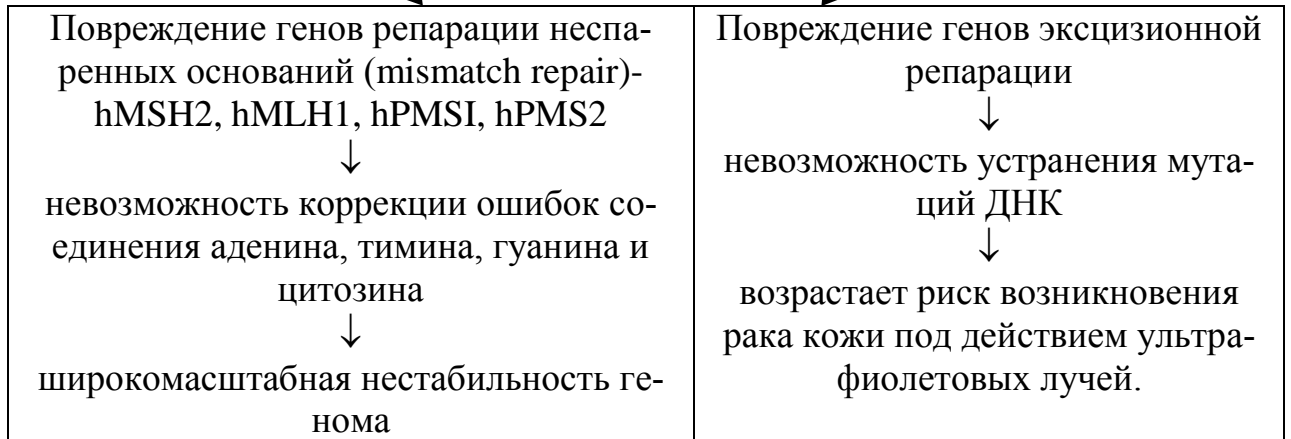 Повреждение генов репарации неспа-
ренных оснований (mismatch repair)-
hMSH2, hMLH1, hPMSI, hPMS2
↓
невозможность коррекции ошибок со-
единения аденина, тимина, гуанина и
цитозина
↓
широкомасштабная нестабильность ге-
нома
Повреждение генов эксцизионной
репарации
↓
невозможность устранения мута-
ций ДНК
↓
возрастает риск возникновения
рака кожи под действием ультра-
фиолетовых лучей.